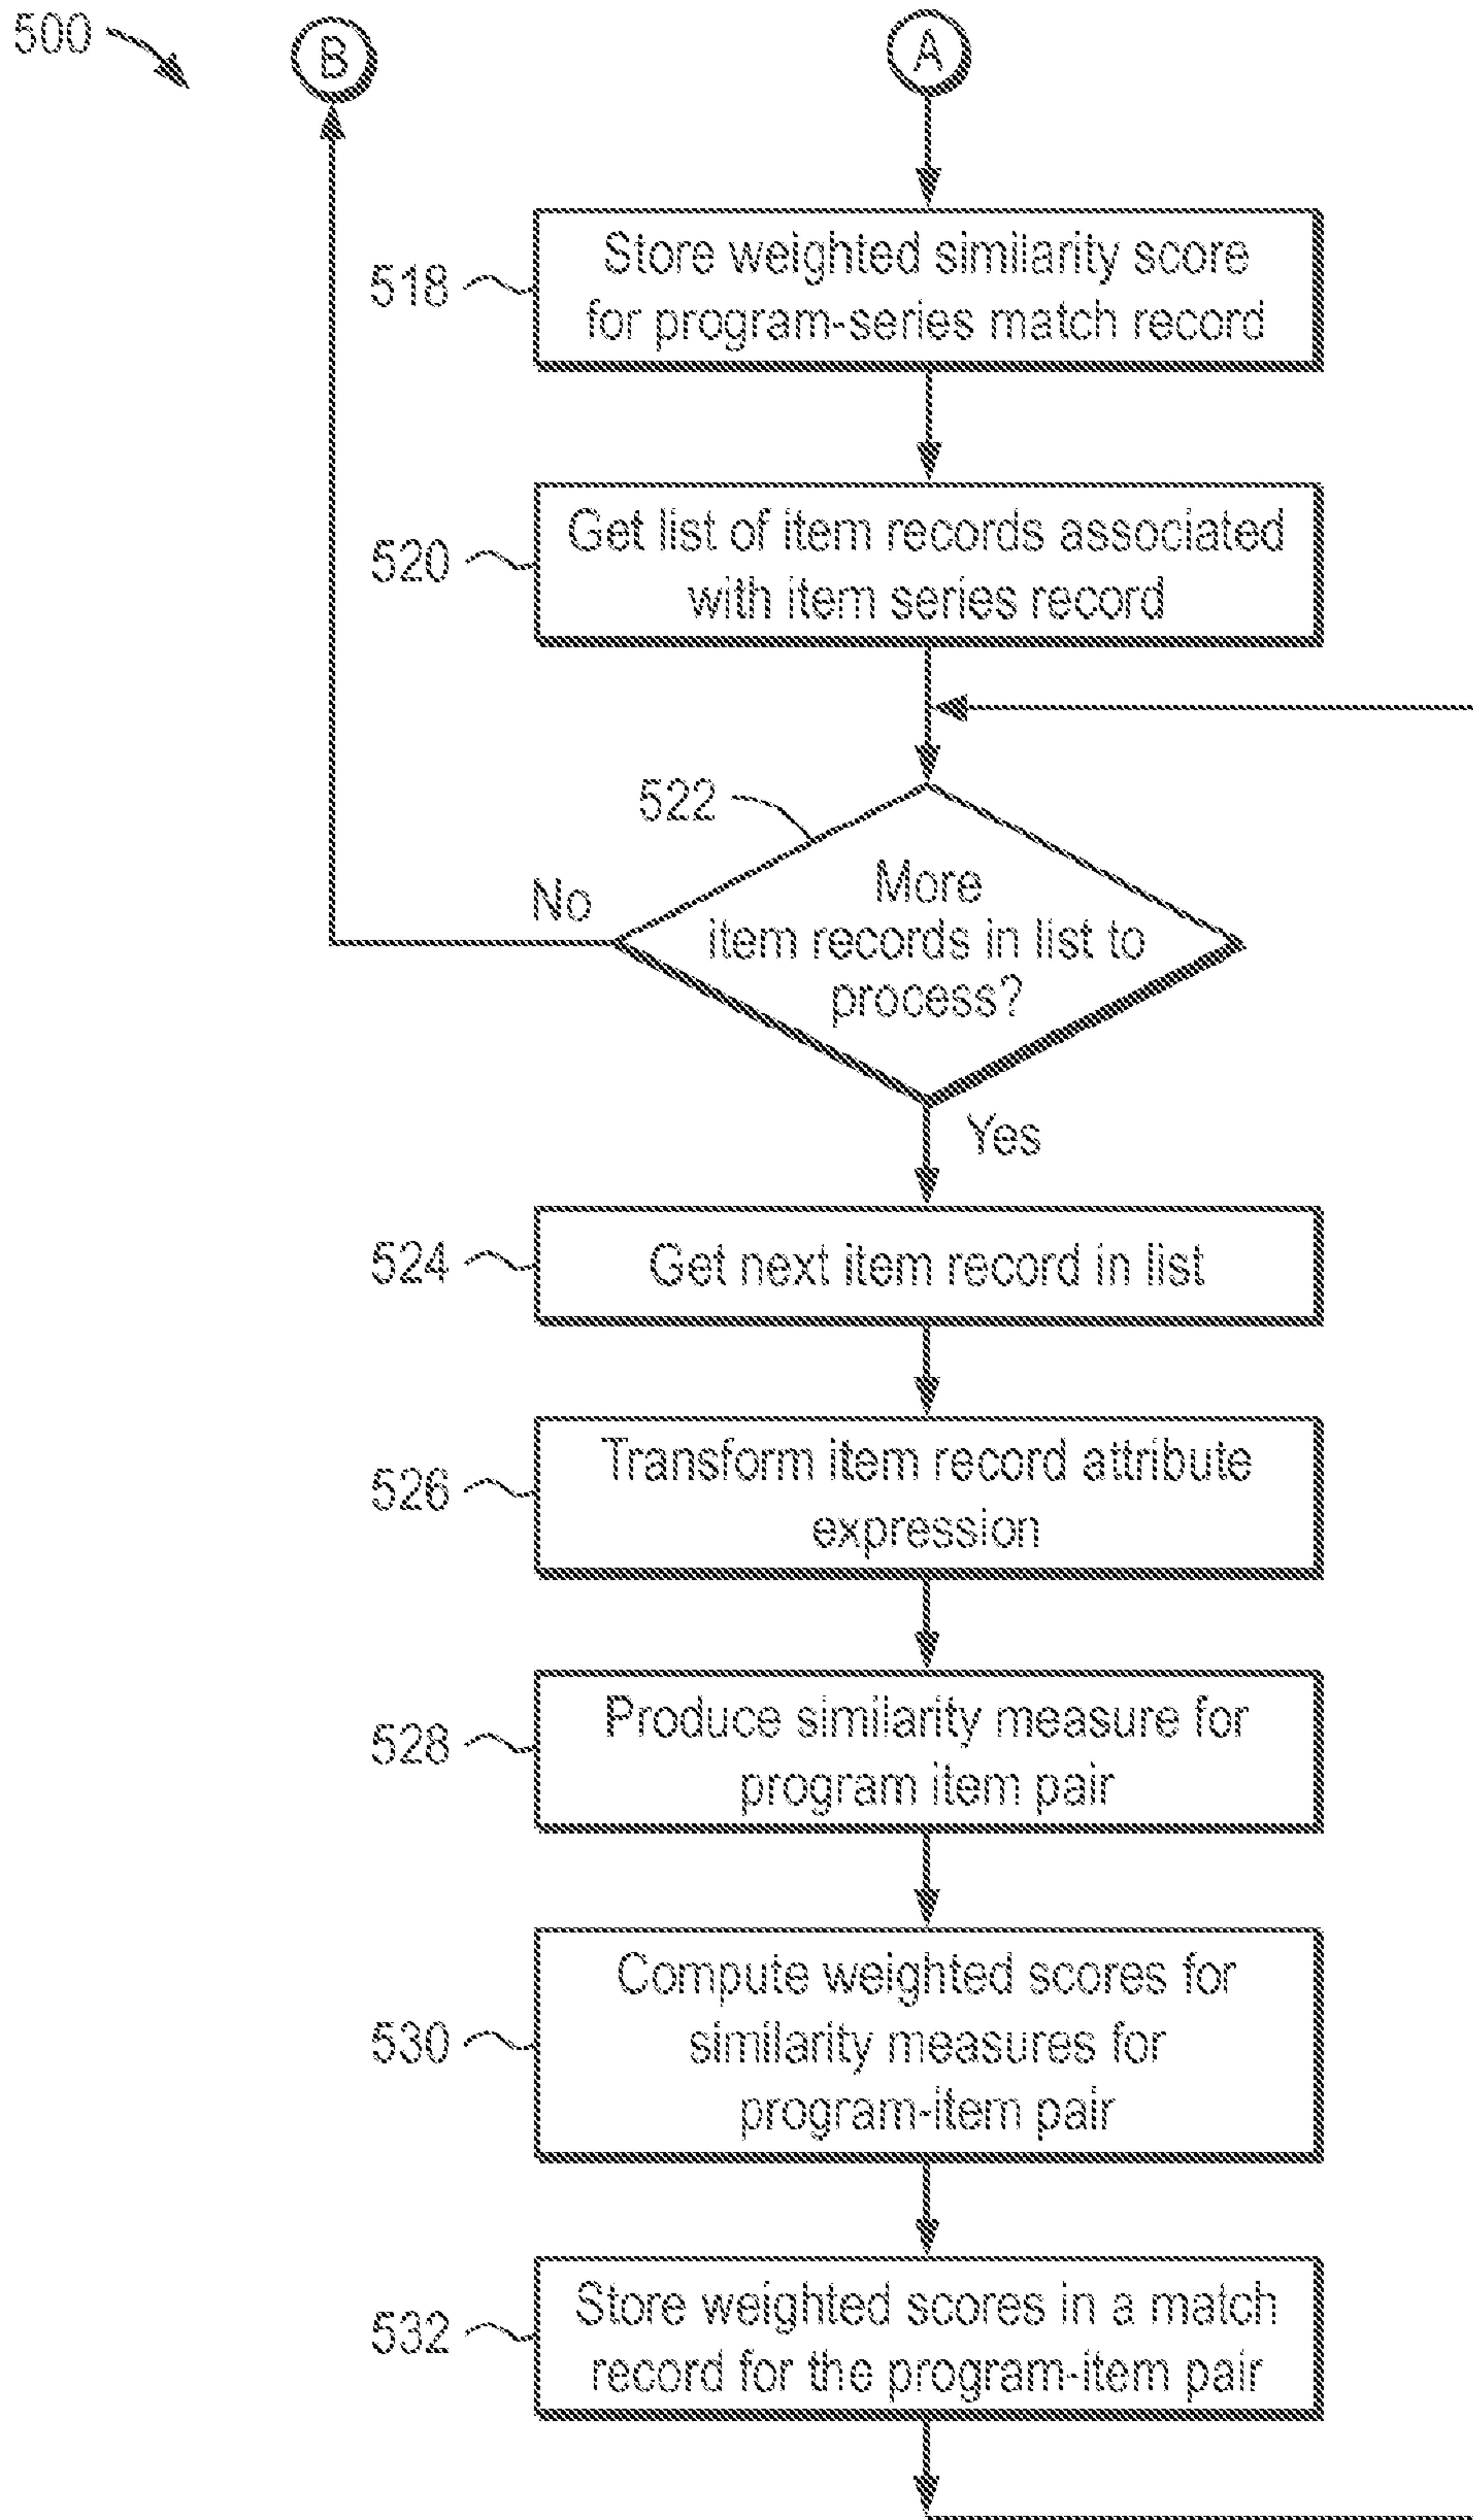 500
B
A
518
Store weighted similarity score
for program-series match record
520
Get list of item records associated
with item series record
522
More
item records in list to
process?
No
Yes
524
Get next item record in list
526
Transform item record attribute
expression
528
Produce similarity measure for
program item pair
530
Compute weighted scores for
similarity measures for
program-item pair
532
Store weighted scores in a match
record for the program-item pair